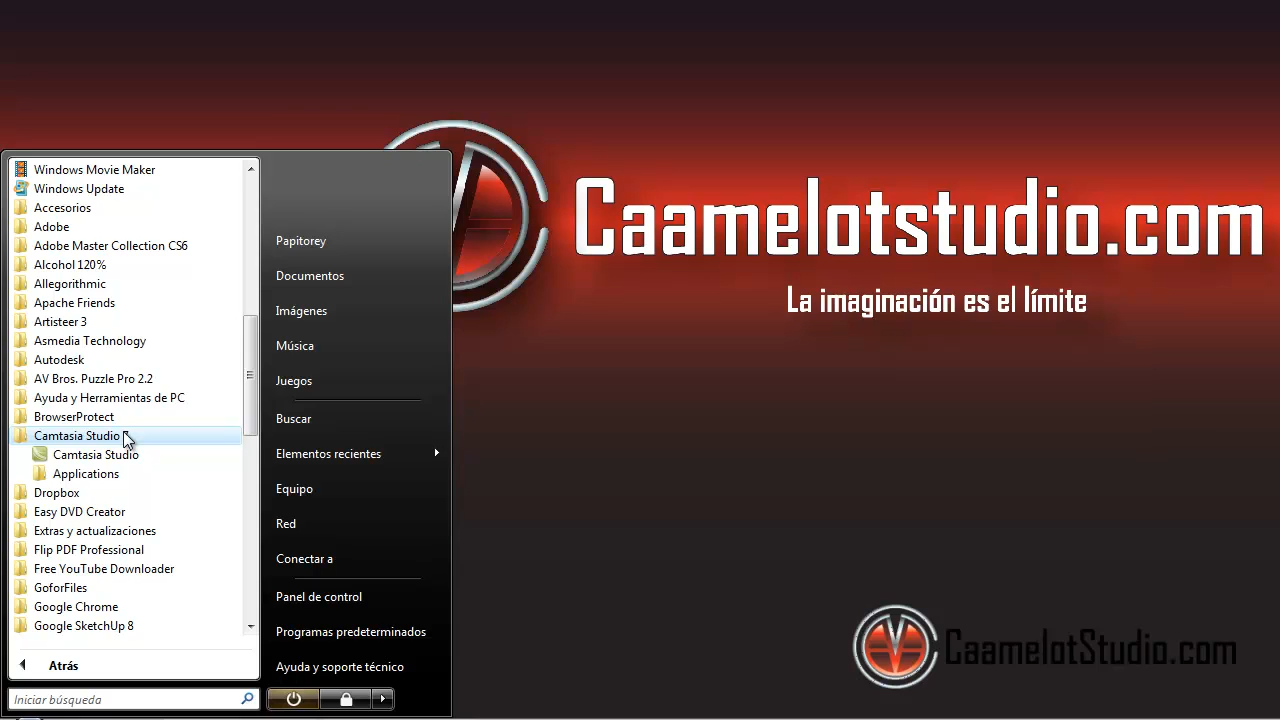 Caamelotstudio.com
La imaginación es el límite
Windows Movie Maker
Windows Update
Accesorios
Adobe
Adobe Master Collection CS6
Alcohol 120%
Allegorithmic
Apache Friends
Artisteer 3
Asmedia Technology
Autodesk
AV Bros. Puzzle Pro 2.2
Ayuda y Herramientas de PC
BrowserProtect
Camtasia Studio
Camtasia Studio
Applications
Dropbox
Easy DVD Creator
Extras y actualizaciones
Flip PDF Professional
Free YouTube Downloader
GoforFiles
Google Chrome
Google SketchUp 8
Atrás
Iniciar búsqueda
Papitorey
Documentos
Imágenes
Música
Juegos
Buscar
Elementos recientes
Equipo
Red
Conectar a
Panel de control
Programas predeterminados
Ayuda y soporte técnico
CaamelotStudio.com